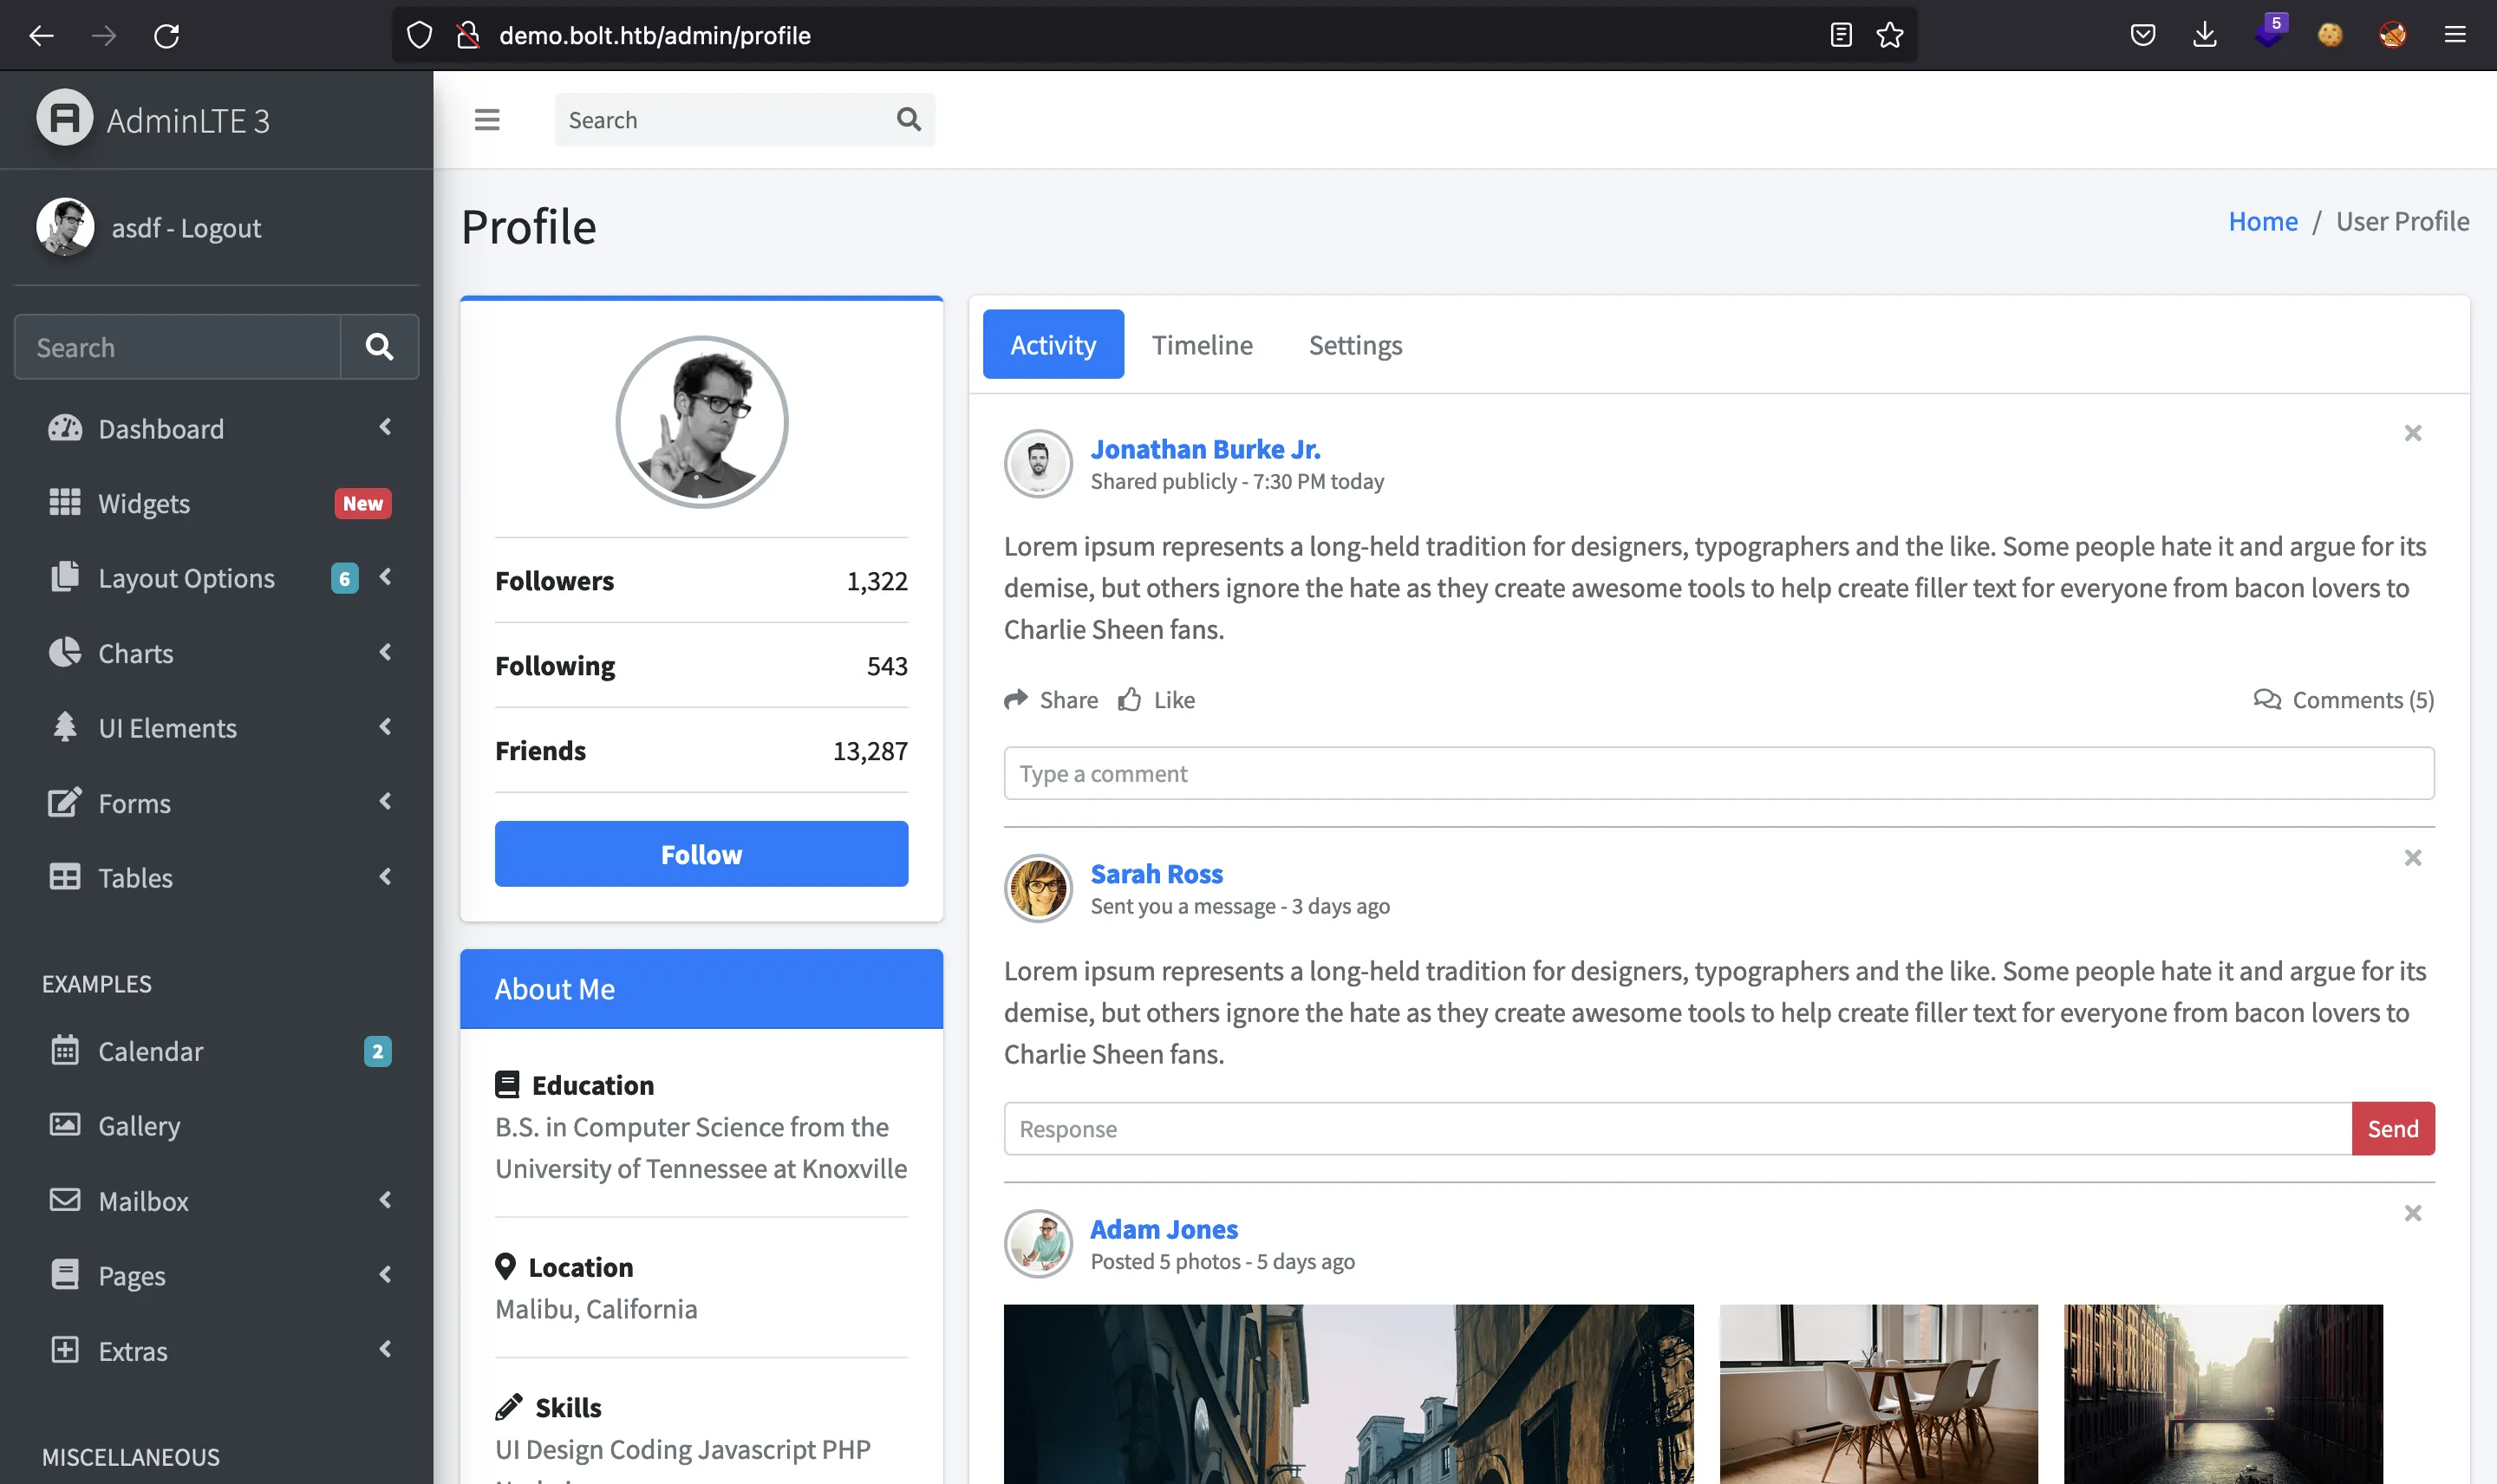 demo.bolt.htb/admin/profile
5
AdminLTE 3
asdf - Logout
Search
Dashboard
Widgets New
Layout Options 6
Charts
UI Elements
Forms
Tables
EXAMPLES
Calendar 2
Gallery
Mailbox
Pages
Extras
MISCELLANEOUS
Search
Profile
Home / User Profile
Followers 1,322
Following 543
Friends 13,287
Follow
About Me
Education
B.S. in Computer Science from the
University of Tennessee at Knoxville
Location
Malibu, California
Skills
UI Design Coding Javascript PHP
Activity Timeline Settings
Jonathan Burke Jr.
Shared publicly - 7:30 PM today
Lorem ipsum represents a long-held tradition for designers, typographers and the like. Some people hate it and argue for its
demise, but others ignore the hate as they create awesome tools to help create filler text for everyone from bacon lovers to
Charlie Sheen fans.
Share Like Comments (5)
Type a comment
Sarah Ross
Sent you a message - 3 days ago
Lorem ipsum represents a long-held tradition for designers, typographers and the like. Some people hate it and argue for its
demise, but others ignore the hate as they create awesome tools to help create filler text for everyone from bacon lovers to
Charlie Sheen fans.
Response Send
Adam Jones
Posted 5 photos - 5 days ago